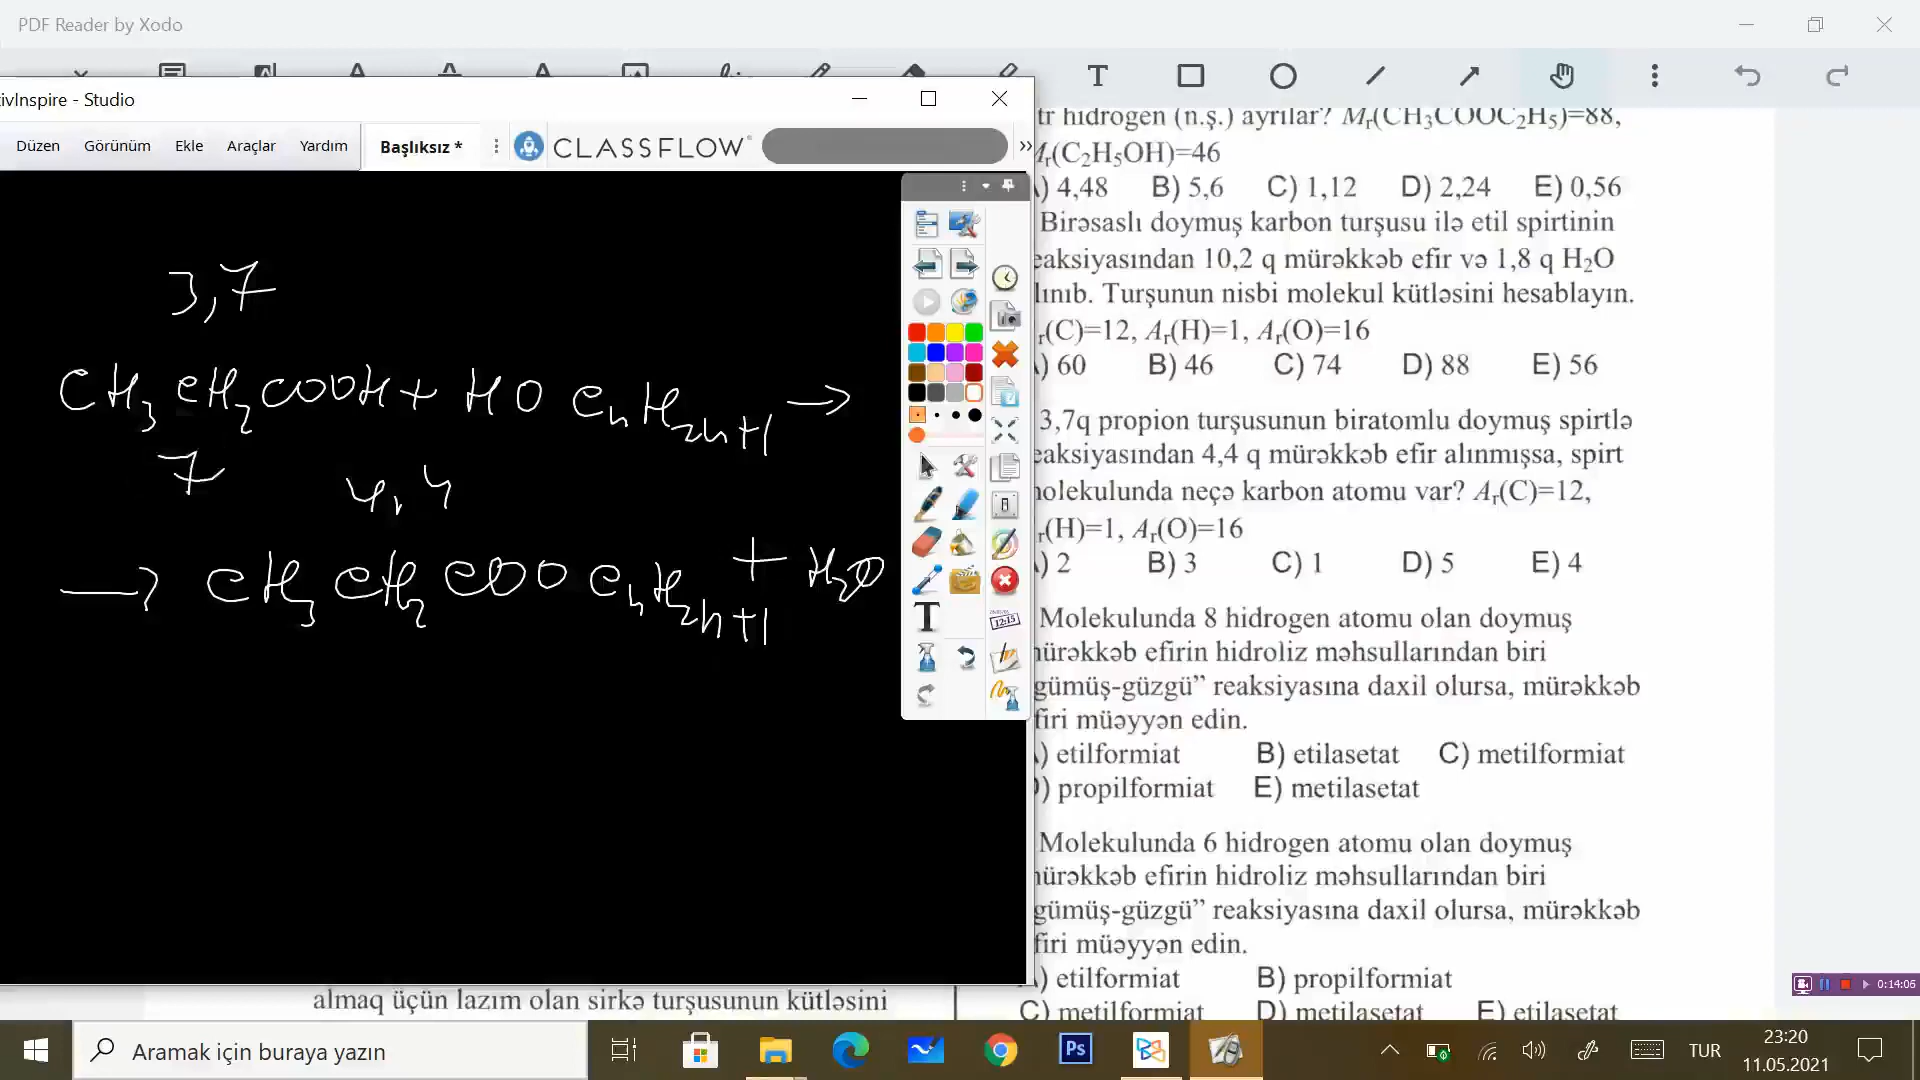 PDF Reader by Xodo
ivInspire - Studio
Düzen Görünüm Ekle Araçlar Yardım Başlıksız * CLASSFLOW
3,7
CH3CH2COOH + HO CnH2n+1 →
7
4,4
→ CH3CH2COO CnH2n+1 + H2O
12:15
tr hidrogen (n.ş.) ayrılar? Mr(CH3COOC2H5)=88,
Mr(C2H5OH)=46
) 4,48 B) 5,6 C) 1,12 D) 2,24 E) 0,56
Birəsaslı doymuş karbon turşusu ilə etil spirtinin
eaksiyasından 10,2 q mürəkkəb efir və 1,8 q H2O
lınıb. Turşunun nisbi molekul kütləsini hesablayın.
r(C)=12, Ar(H)=1, Ar(O)=16
) 60 B) 46 C) 74 D) 88 E) 56
3,7q propion turşusunun biratomlu doymuş spirtlə
eaksiyasından 4,4 q mürəkkəb efir alınmışsa, spirt
olekulunda neçə karbon atomu var? Ar(C)=12,
r(H)=1, Ar(O)=16
) 2 B) 3 C) 1 D) 5 E) 4
Molekulunda 8 hidrogen atomu olan doymuş
ürəkkəb efirin hidroliz məhsullarından biri
gümüş-güzgü” reaksiyasına daxil olursa, mürəkkəb
firi müəyyən edin.
) etilformiat B) etilasetat C) metilformiat
) propilformiat E) metilasetat
Molekulunda 6 hidrogen atomu olan doymuş
ürəkkəb efirin hidroliz məhsullarından biri
gümüş-güzgü” reaksiyasına daxil olursa, mürəkkəb
firi müəyyən edin.
) etilformiat B) propilformiat
C) metilformiat D) metilasetat E) etilasetat
almaq üçün lazım olan sirkə turşusunun kütləsini
0:14:06
Aramak için buraya yazın
Ps
TUR
23:20
11.05.2021